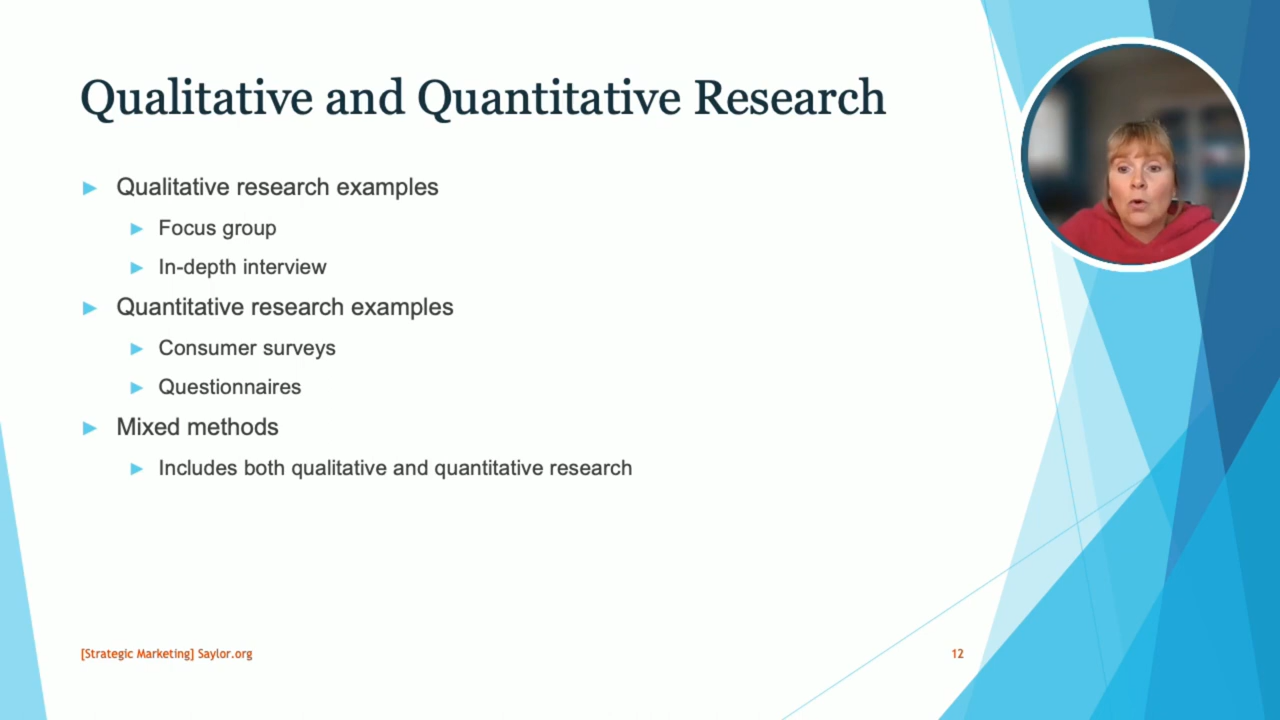 Qualitative and Quantitative Research
Qualitative research examples
Focus group
In-depth interview
Quantitative research examples
Consumer surveys
Questionnaires
Mixed methods
Includes both qualitative and quantitative research
[Strategic Marketing] Saylor.org
12